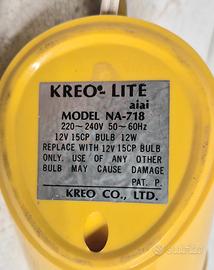 KREO-LITE
aiai
MODEL NA-718
220~240V 50~60Hz
12V 15CP BULB 12W
REPLACE WITH 12V 15CP BULB
ONLY. USE OF ANY OTHER
BULB MAY CAUSE DAMAGE
PAT. P.
KREO CO., LTD.
subito